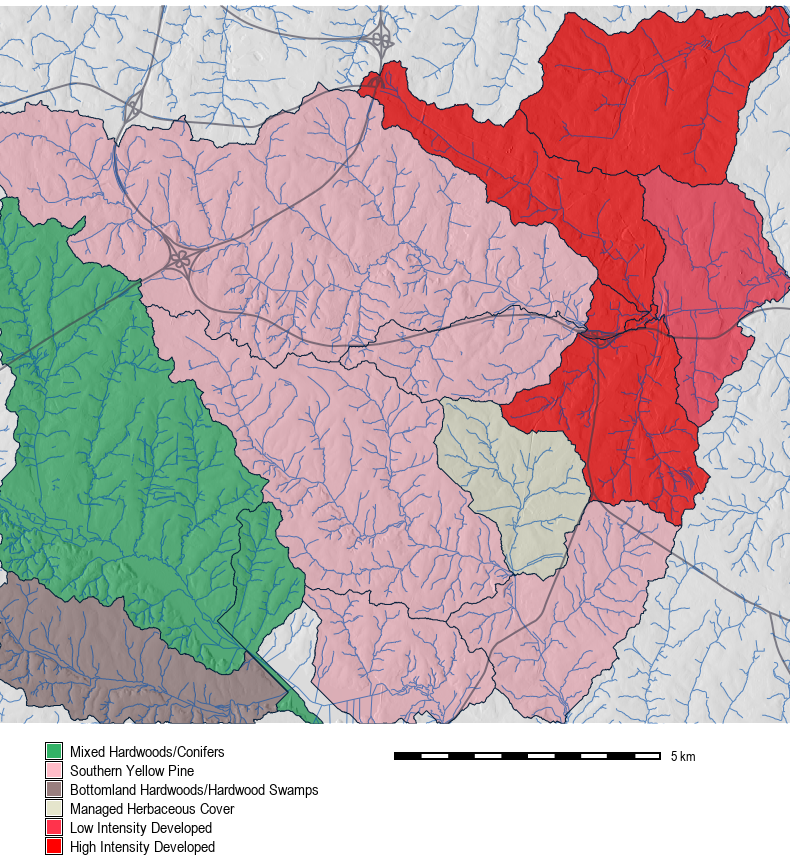 Mixed Hardwoods/Conifers
Southern Yellow Pine
Bottomland Hardwoods/Hardwood Swamps
Managed Herbaceous Cover
Low Intensity Developed
High Intensity Developed
5 km